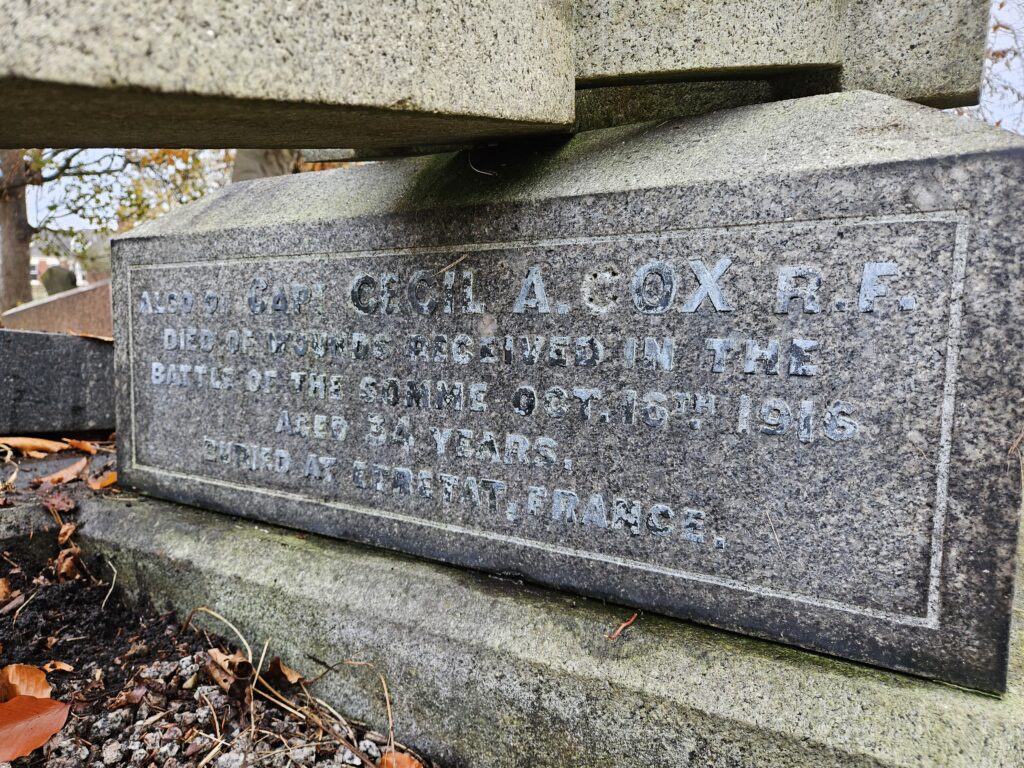 ALSO OF CAPT CECIL A. COX R.F.
DIED OF WOUNDS RECEIVED IN THE
BATTLE OF THE SOMME OCT. 16TH 1916
AGED 34 YEARS.
BURIED AT ETRETAT, FRANCE.